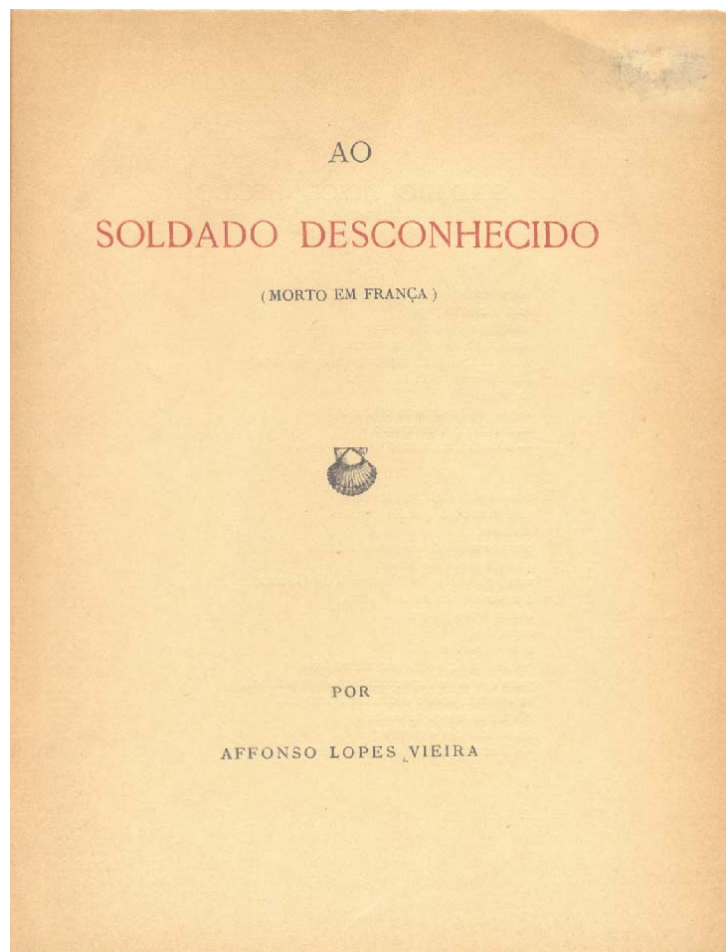 AO
SOLDADO DESCONHECIDO
(MORTO EM FRANÇA)
POR
AFFONSO LOPES VIEIRA